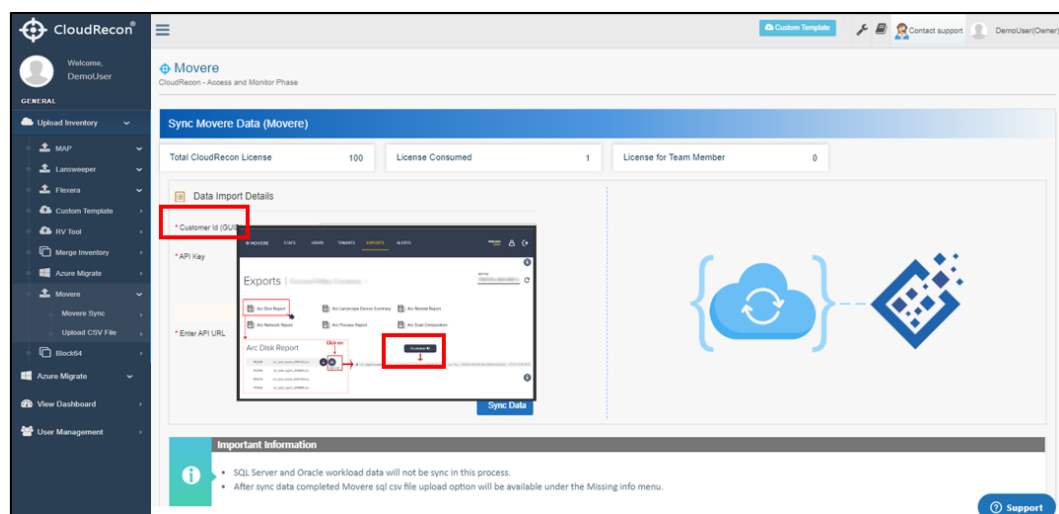 CloudRecon®
Custom Template
Contact support
DemoUser(Owner)
Welcome,
DemoUser
GENERAL
Upload Inventory
MAP
Lansweeper
Flexera
Custom Template
RV Tool
Merge Inventory
Azure Migrate
Movere
Movere Sync
Upload CSV File
Block64
Azure Migrate
View Dashboard
User Management
Movere
CloudRecon - Access and Monitor Phase
Sync Movere Data (Movere)
Total CloudRecon License 100
License Consumed 1
License for Team Member 0
Data Import Details
* Customer Id (GUI
* API Key
* Enter API URL
MOVERE STATS USERS TENANTS EXPORTS ALERTS
Exports |
Arc Disk Report
Arc Landscape Device Summary
Arc Browse Report
Arc Network Report
Arc Process Report
Arc Scan Comparison
Arc Disk Report
Click on
Customer ID
Sync Data
Important Information
• SQL Server and Oracle workload data will not be sync in this process.
• After sync data completed Movere sql csv file upload option will be available under the Missing info menu.
Support